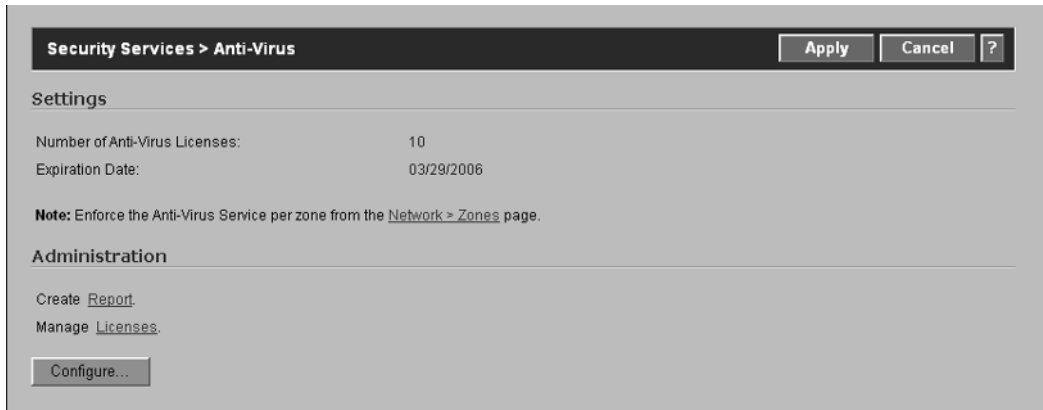 Security Services > Anti-Virus
Apply
Cancel
?
Settings
Number of Anti-Virus Licenses: 10
Expiration Date: 03/29/2006
Note: Enforce the Anti-Virus Service per zone from the Network > Zones page.
Administration
Create Report.
Manage Licenses.
Configure...